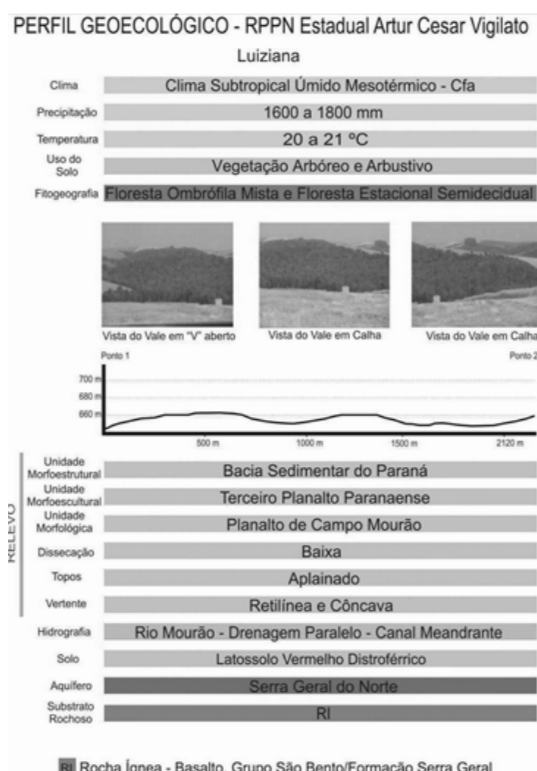 PERFIL GEOECOLÓGICO - RPPN Estadual Artur Cesar Vigilato
Luiziana
Clima Clima Subtropical Úmido Mesotérmico - Cfa
Precipitação 1600 a 1800 mm
Temperatura 20 a 21 ºC
Uso do Solo Vegetação Arbóreo e Arbustivo
Fitogeografia Floresta Ombrófila Mista e Floresta Estacional Semidecidual
Vista do Vale em "V" aberto Vista do Vale em Calha Vista do Vale em Calha
Ponto 1 Ponto 2
700 m
680 m
660 m
500 m 1000 m 1500 m 2120 m
RELEVO
Unidade Morfoestrutural Bacia Sedimentar do Paraná
Unidade Morfoescultural Terceiro Planalto Paranaense
Unidade Morfológica Planalto de Campo Mourão
Dissecação Baixa
Topos Aplainado
Vertente Retilínea e Côncava
Hidrografia Rio Mourão - Drenagem Paralelo - Canal Meandrante
Solo Latossolo Vermelho Distroférrico
Aquífero Serra Geral do Norte
Substrato Rochoso RI
RI Rocha Ígnea - Basalto, Grupo São Bento/Formação Serra Geral